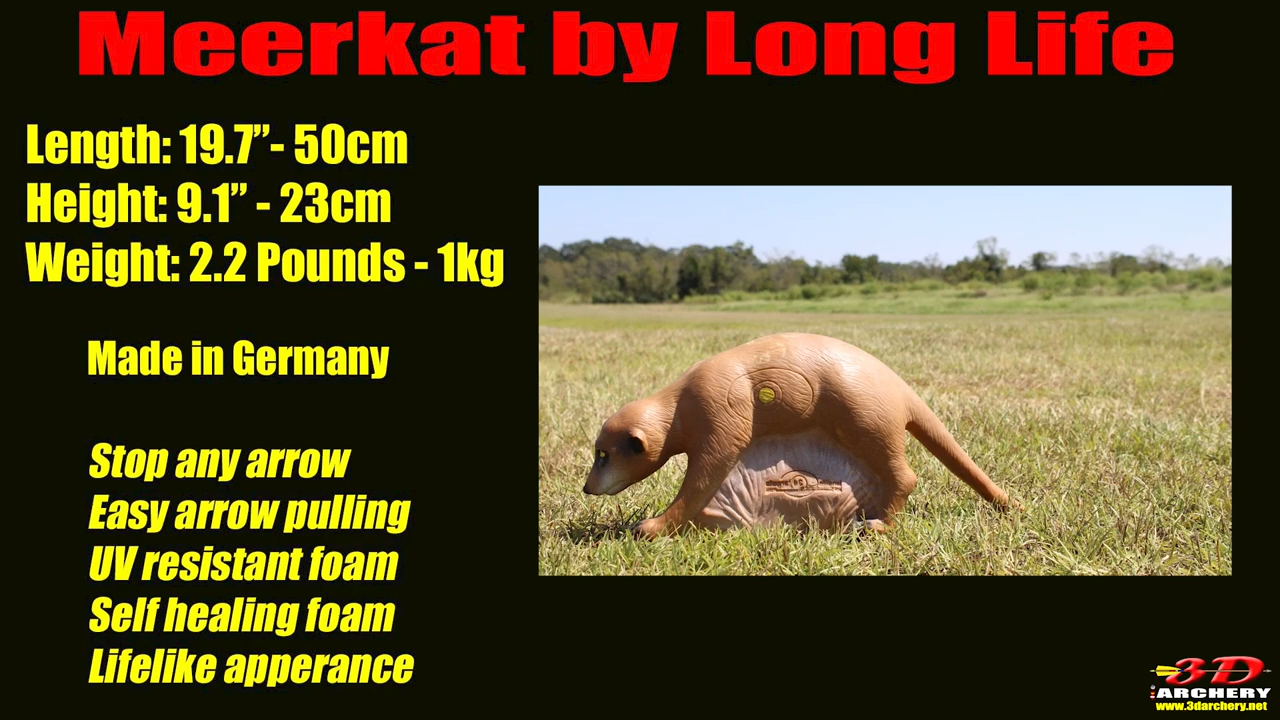 Meerkat by Long Life
Length: 19.7”- 50cm
Height: 9.1” - 23cm
Weight: 2.2 Pounds - 1kg
Made in Germany
Stop any arrow
Easy arrow pulling
UV resistant foam
Self healing foam
Lifelike apperance
3D
ARCHERY
www.3darchery.net